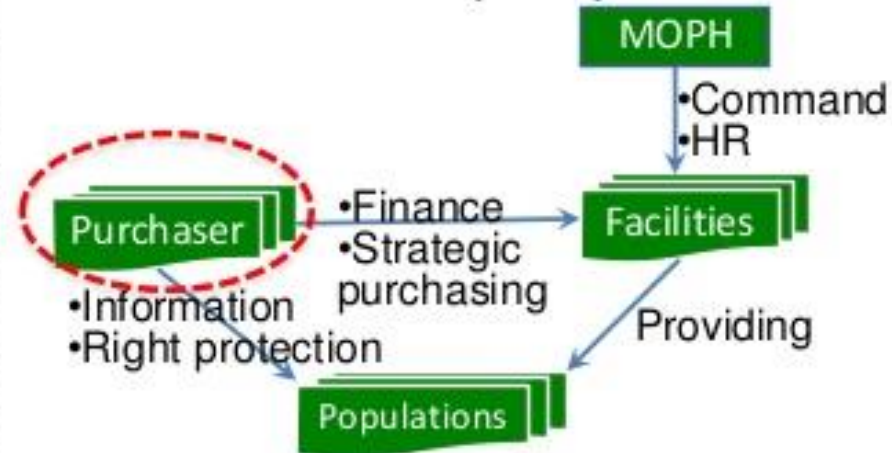 MOPH
•Command
•HR
Purchaser
•Finance
•Strategic
purchasing
Facilities
•Information
•Right protection
Providing
Populations